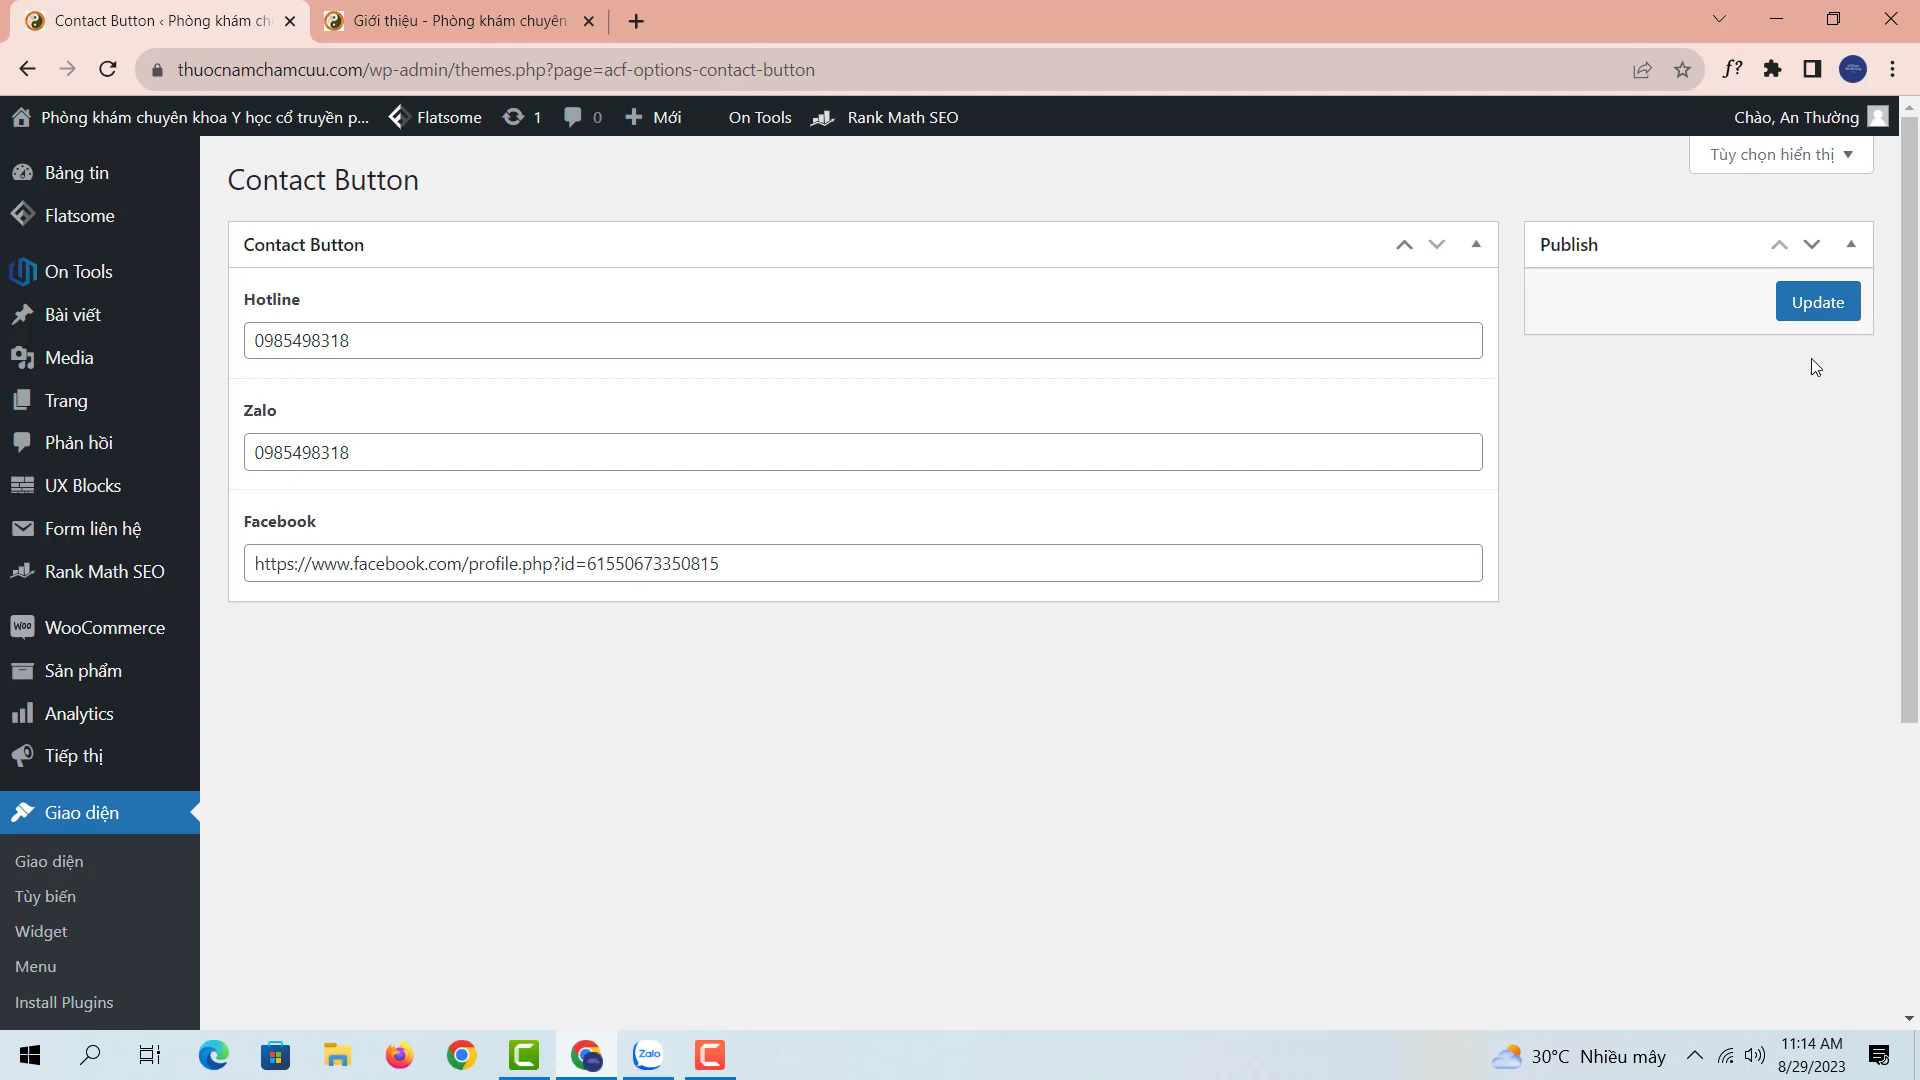 Contact Button ‹ Phòng khám ch
Giới thiệu - Phòng khám chuyên
thuocnamchamcuu.com/wp-admin/themes.php?page=acf-options-contact-button
f?
Phòng khám chuyên khoa Y học cổ truyền p...
Flatsome
1
0
Mới
On Tools
Rank Math SEO
Chào, An Thường
Tùy chọn hiển thị
Bảng tin
Flatsome
On Tools
Bài viết
Media
Trang
Phản hồi
UX Blocks
Form liên hệ
Rank Math SEO
Woo
WooCommerce
Sản phẩm
Analytics
Tiếp thị
Giao diện
Giao diện
Tùy biến
Widget
Menu
Install Plugins
Contact Button
Contact Button
Hotline
0985498318
Zalo
0985498318
Facebook
https://www.facebook.com/profile.php?id=61550673350815
Publish
Update
Zalo
30°C Nhiều mây
11:14 AM
8/29/2023